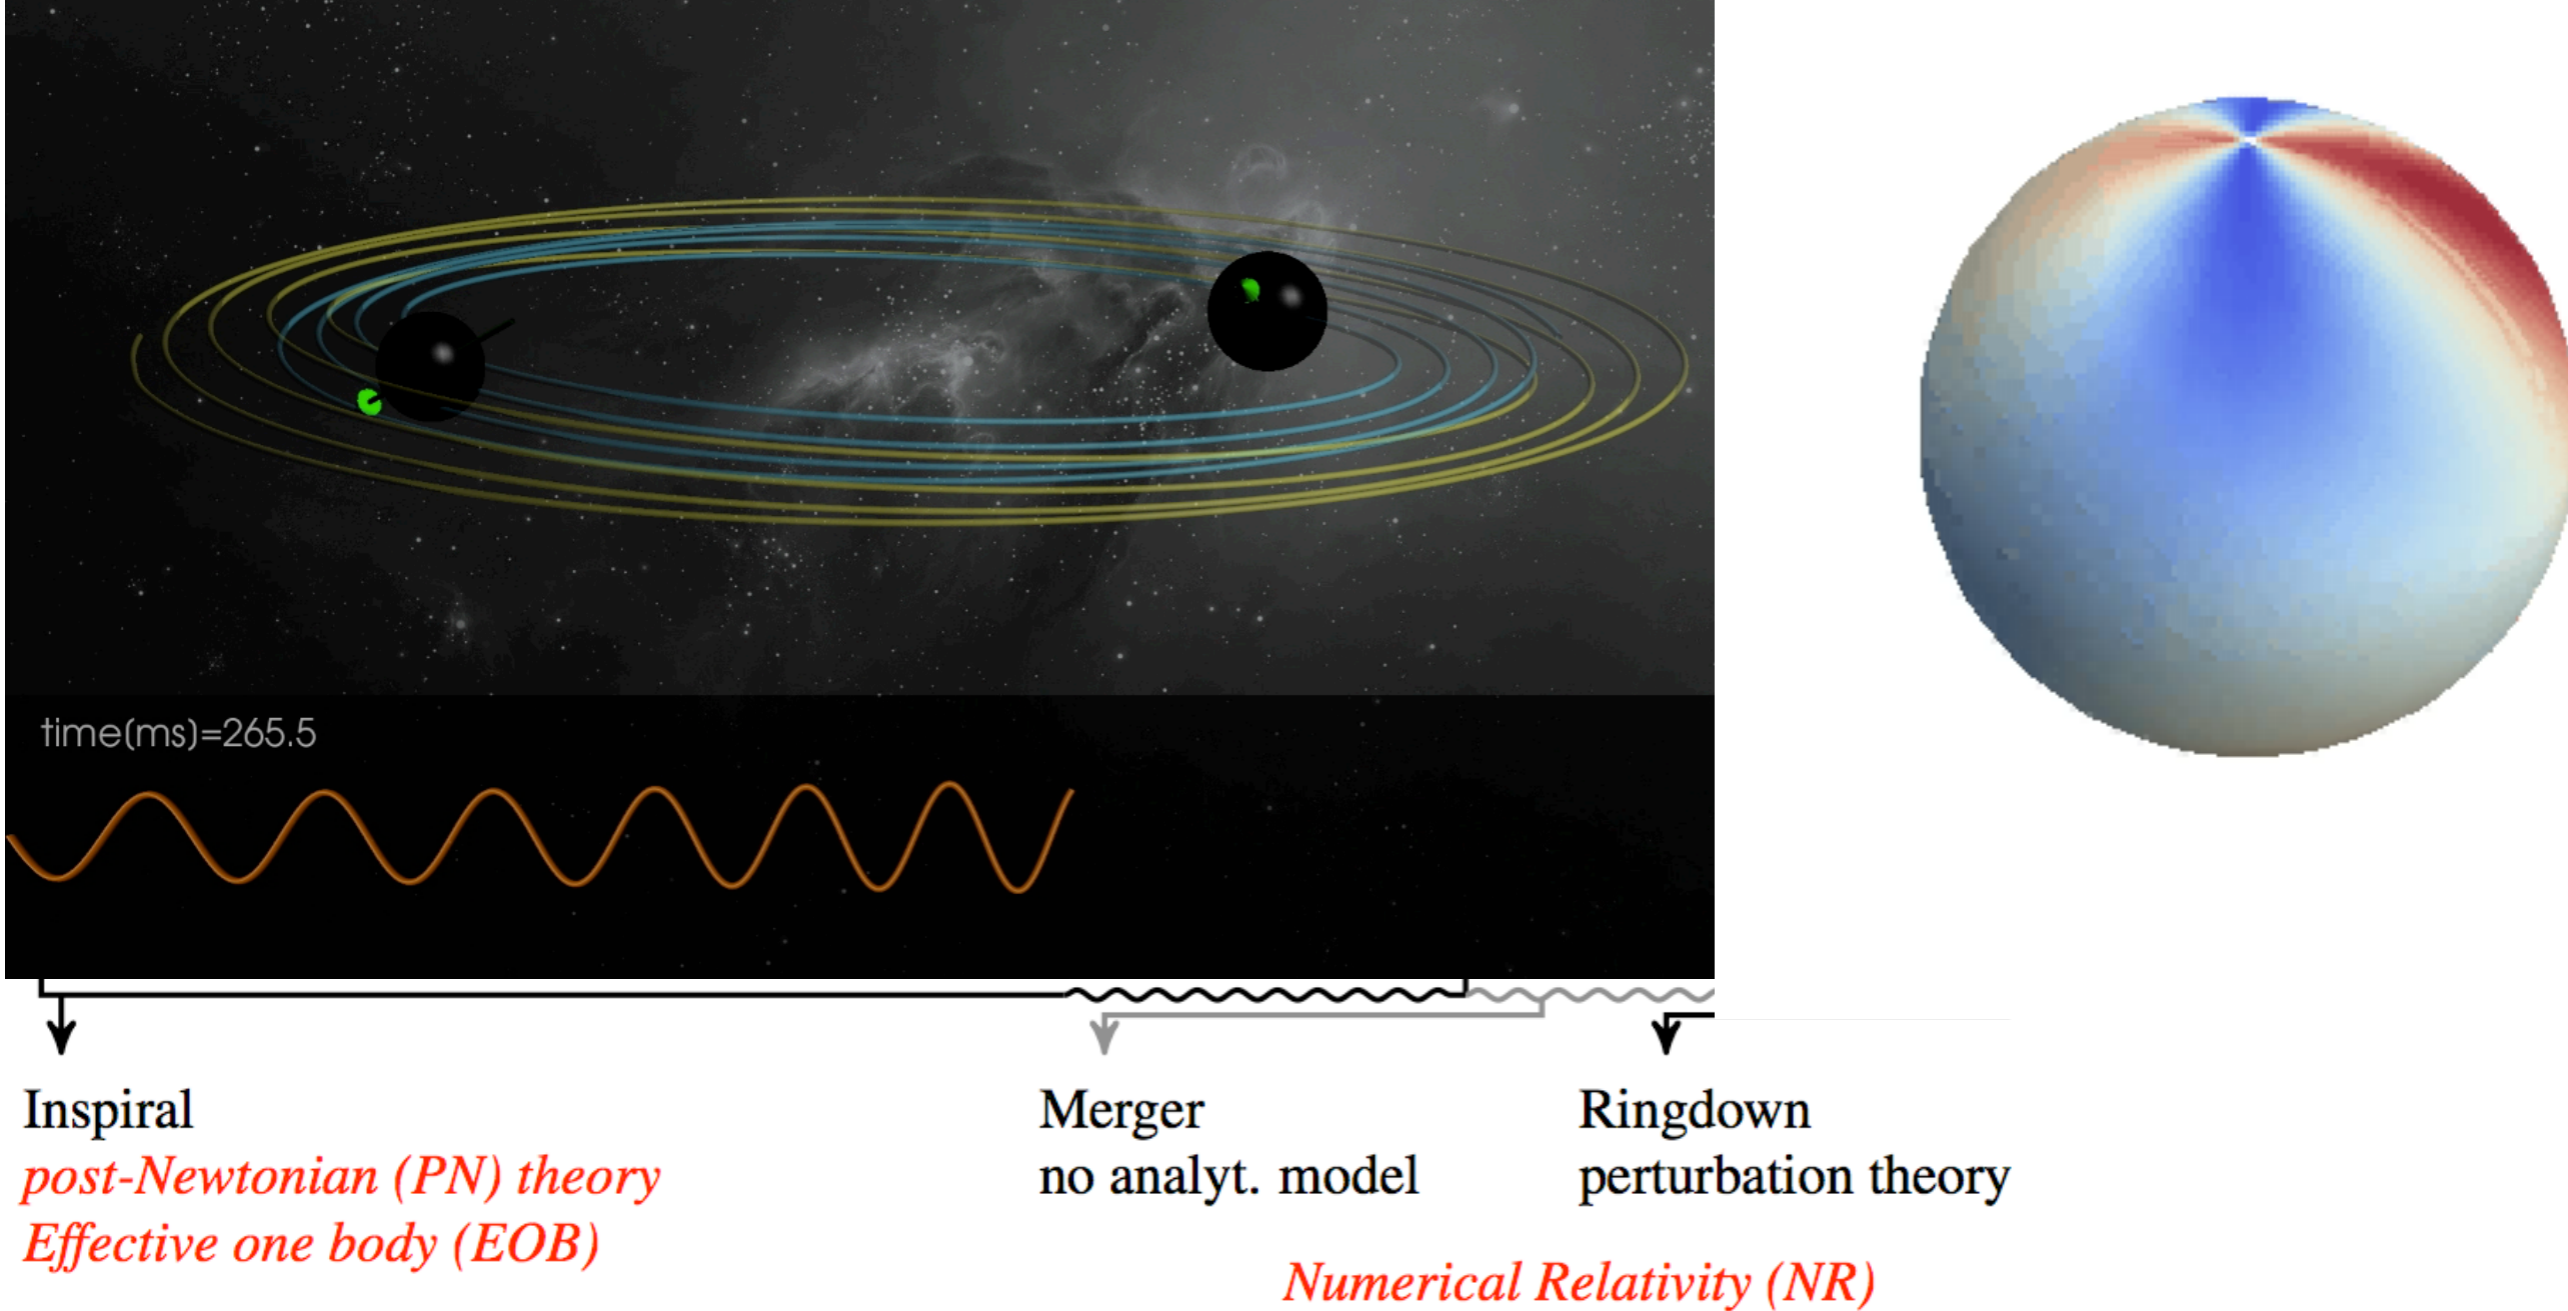 time(ms)=265.5
Inspiral
post-Newtonian (PN) theory
Effective one body (EOB)
Merger
no analyt. model
Ringdown
perturbation theory
Numerical Relativity (NR)